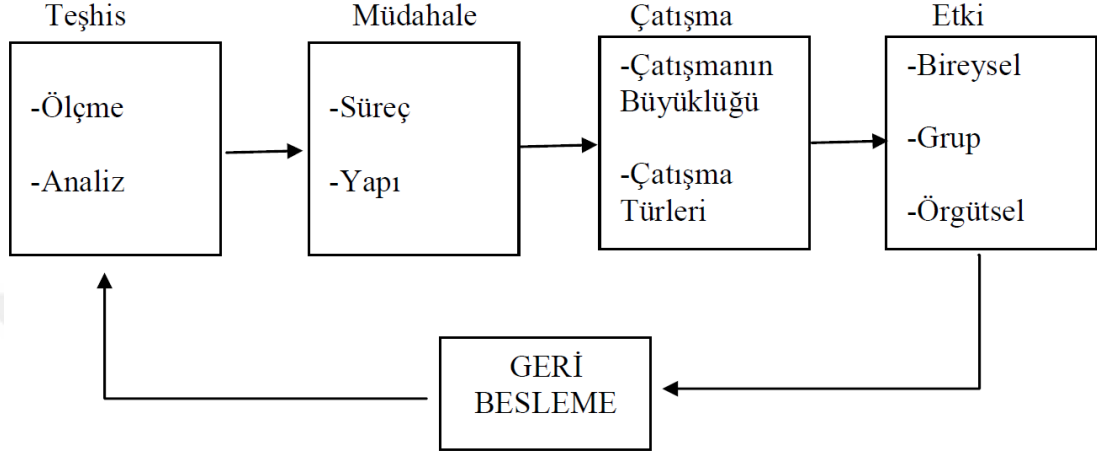 Teşhis
-Ölçme
-Analiz
Müdahale
-Süreç
-Yapı
Çatışma
-Çatışmanın
Büyüklüğü
-Çatışma
Türleri
Etki
-Bireysel
-Grup
-Örgütsel
GERİ
BESLEME